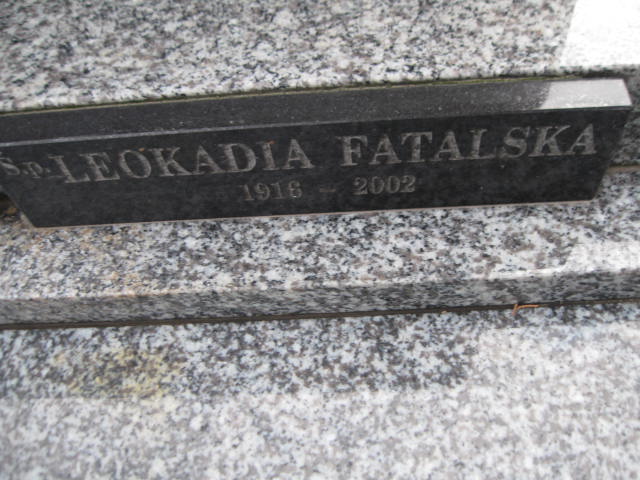 Ś.p. LEOKADIA FATALSKA
1916 - 2002